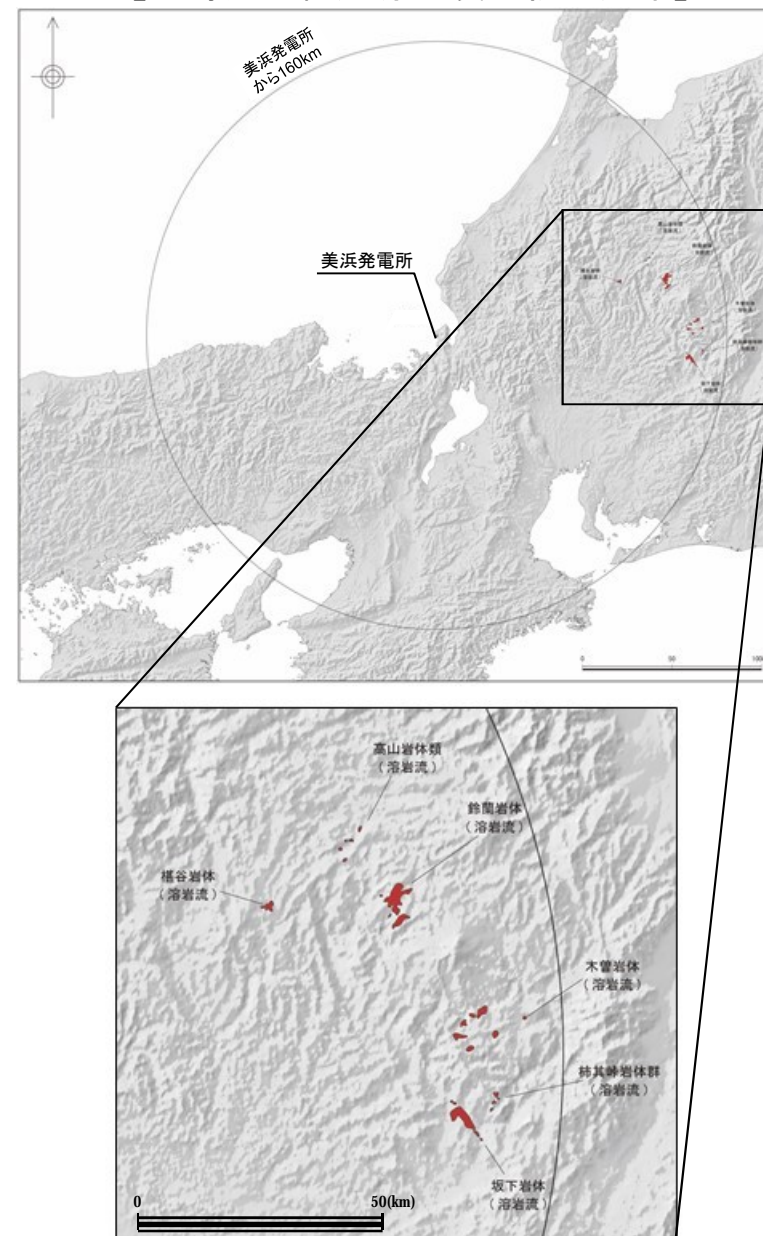 美浜発電所
から160km
美浜発電所
0
50
高山岩体類
(溶岩流)
鈴蘭岩体
(溶岩流)
椹谷岩体
(溶岩流)
木曽岩体
(溶岩流)
柿其峠岩体群
(溶岩流)
坂下岩体
(溶岩流)
0
50(km)